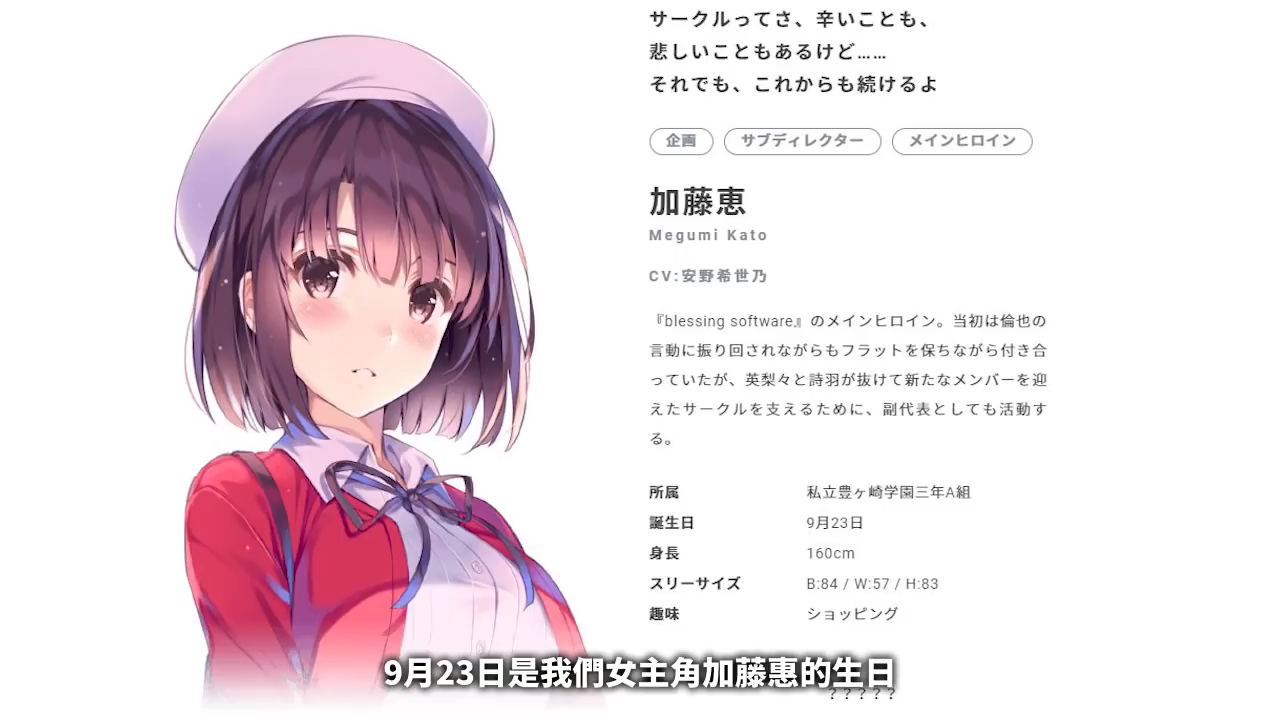 サークルってさ、辛いことも、
悲しいこともあるけど……
それでも、これからも続けるよ
企画 サブディレクター メインヒロイン
加藤恵
Megumi Kato
CV:安野希世乃
『blessing software』のメインヒロイン。当初は倫也の
言動に振り回されながらもフラットを保ちながら付き合
っていたが、英梨々と詩羽が抜けて新たなメンバーを迎
えたサークルを支えるために、副代表としても活動す
る。
所属 私立豊ヶ崎学園三年A組
誕生日 9月23日
身長 160cm
スリーサイズ B:84 / W:57 / H:83
趣味 ショッピング
9月23日是我們女主角加藤惠的生日
？？？？？